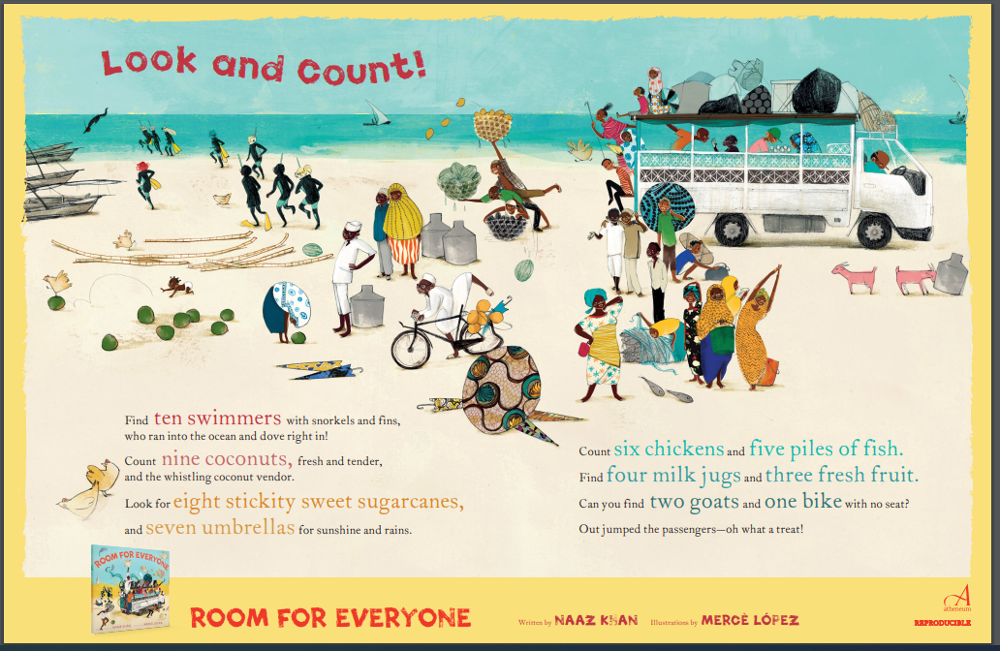 Look and Count!
Find ten swimmers with snorkels and fins,
who ran into the ocean and dove right in!
Count nine coconuts, fresh and tender,
and the whistling coconut vendor.
Look for eight stickity sweet sugarcanes,
and seven umbrellas for sunshine and rains.
Count six chickens and five piles of fish.
Find four milk jugs and three fresh fruit.
Can you find two goats and one bike with no seat?
Out jumped the passengers—oh what a treat!
ROOM FOR EVERYONE
ROOM FOR EVERYONE
Written by NAAZ KHAN Illustrations by MERCÈ LÓPEZ
A
atheneum
REPRODUCIBLE